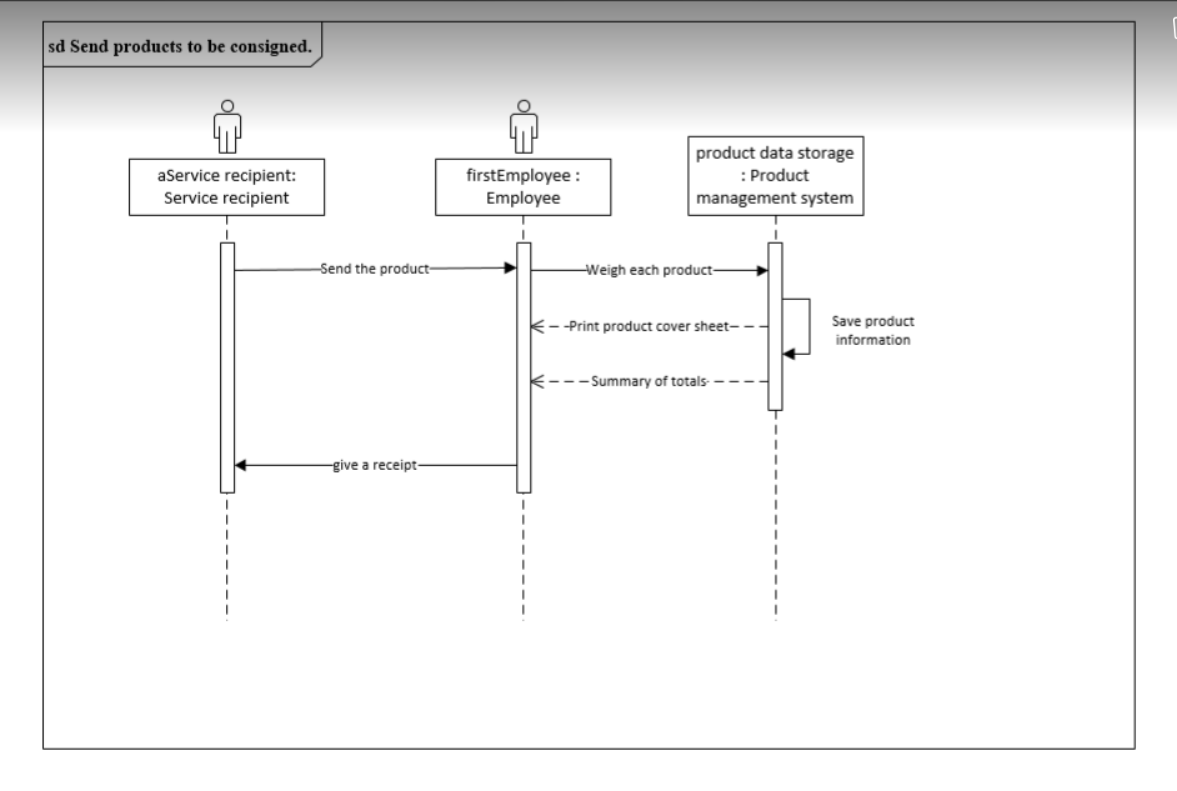 sd Send products to be consigned.
aService recipient:
Service recipient
firstEmployee :
Employee
product data storage
: Product
management system
Send the product
Weigh each product
Print product cover sheet
Save product
information
Summary of totals
give a receipt